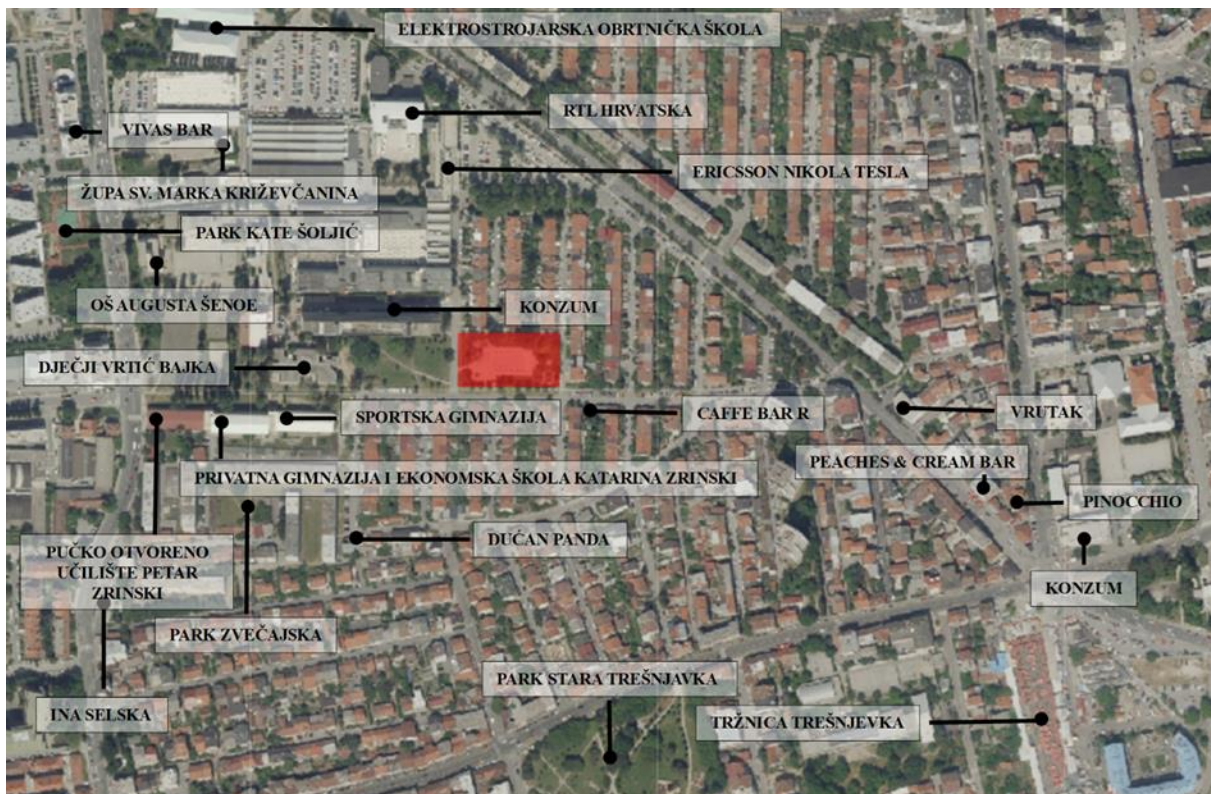 ELEKTROSTROJARSKA OBRTNIČKA ŠKOLA
RTL HRVATSKA
VIVAS BAR
ERICSSON NIKOLA TESLA
ŽUPA SV. MARKA KRIŽEVČANINA
PARK KATE ŠOLJIĆ
OŠ AUGUSTA ŠENOE
KONZUM
DJEČJI VRTIĆ BAJKA
SPORTSKA GIMNAZIJA
CAFFE BAR R
VRUTAK
PEACHES & CREAM BAR
PRIVATNA GIMNAZIJA I EKONOMSKA ŠKOLA KATARINA ZRINSKI
PINOCCHIO
PUČKO OTVORENO
UČILIŠTE PETAR
ZRINSKI
DUĆAN PANDA
KONZUM
PARK ZVEČAJSKA
PARK STARA TREŠNJAVKA
INA SELSKA
TRŽNICA TREŠNJEVKA